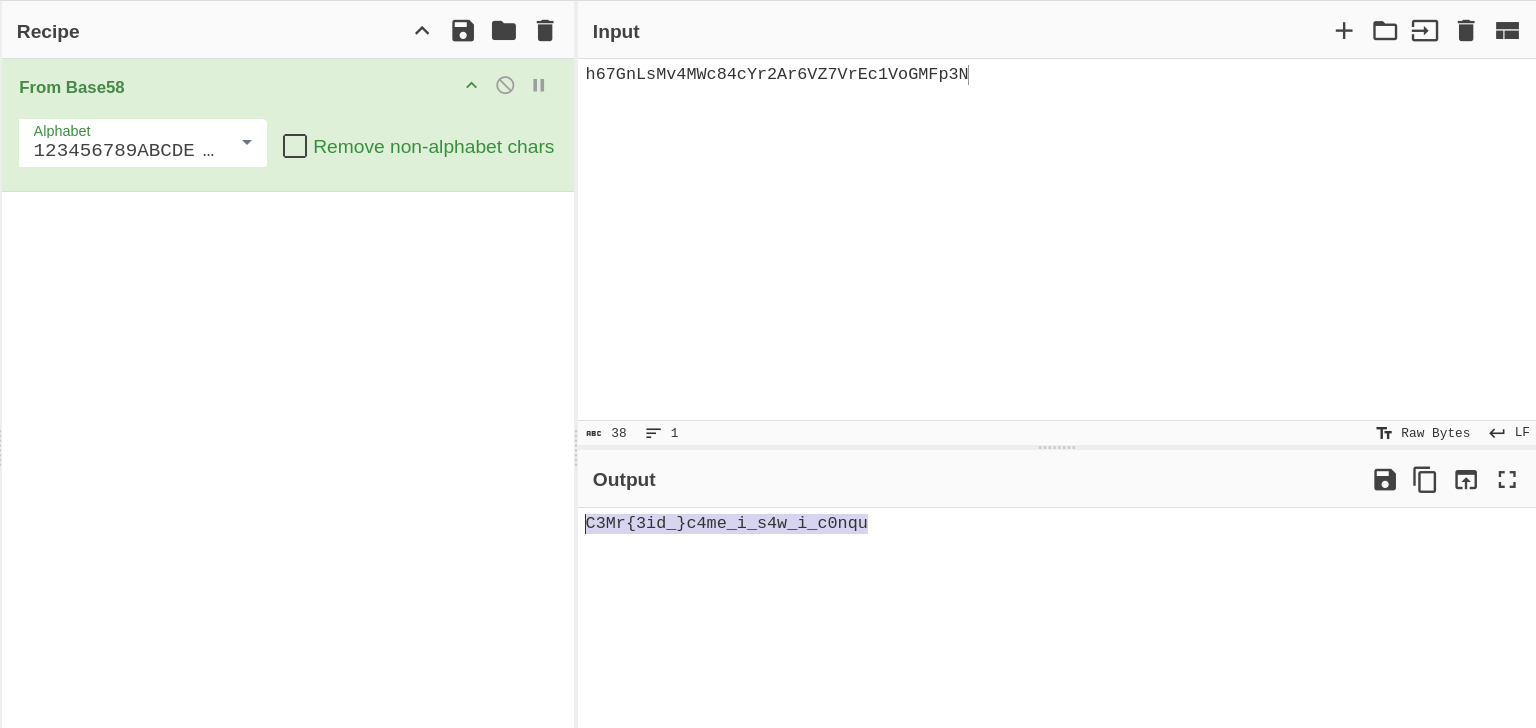 Recipe
From Base58
Alphabet
123456789ABCDE …
Remove non-alphabet chars
Input
h67GnLsMv4MWc84cYr2Ar6VZ7VrEc1VoGMFp3N
ABC 38 1
Raw Bytes LF
Output
C3Mr{3id_}c4me_i_s4w_i_c0nqu